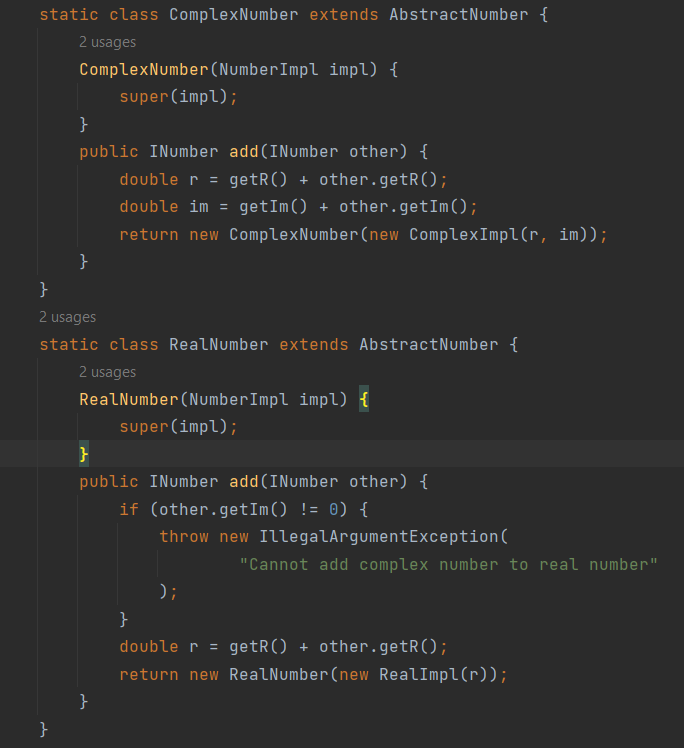 static class ComplexNumber extends AbstractNumber {
2 usages
ComplexNumber(NumberImpl impl) {
super(impl);
}
public INumber add(INumber other) {
double r = getR() + other.getR();
double im = getIm() + other.getIm();
return new ComplexNumber(new ComplexImpl(r, im));
}
}
2 usages
static class RealNumber extends AbstractNumber {
2 usages
RealNumber(NumberImpl impl) {
super(impl);
}
public INumber add(INumber other) {
if (other.getIm() != 0) {
throw new IllegalArgumentException(
"Cannot add complex number to real number"
);
}
double r = getR() + other.getR();
return new RealNumber(new RealImpl(r));
}
}